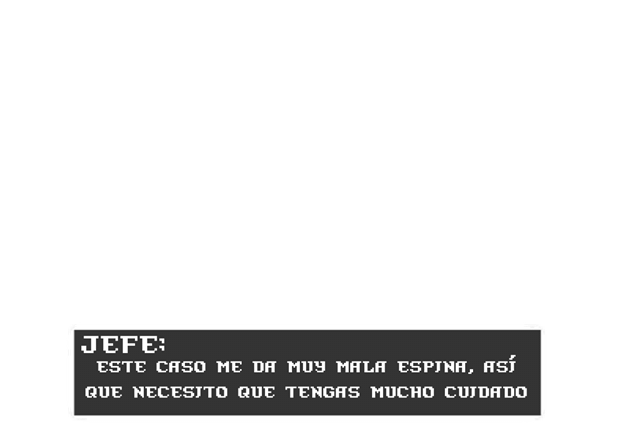 JEFE:
ESTE CASO ME DA MUY MALA ESPINA, ASÍ
QUE NECESITO QUE TENGAS MUCHO CUIDADO